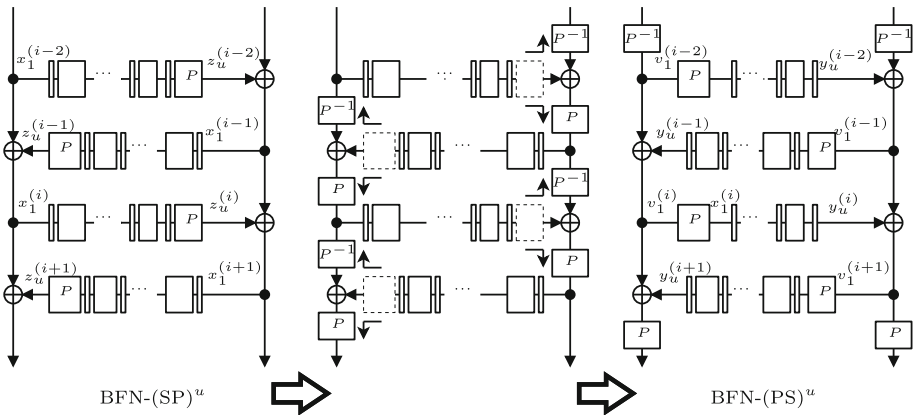 x_1^{(i-2)} ... P z_u^{(i-2)}
z_u^{(i-1)} P ... x_1^{(i-1)}
x_1^{(i)} ... P z_u^{(i)}
z_u^{(i+1)} P ... x_1^{(i+1)}
BFN-(SP)^u
P^{-1}
...
P^{-1} P
...
P P^{-1}
...
P^{-1} P
...
P
P^{-1} P^{-1}
v_1^{(i-2)} P ... y_u^{(i-2)}
y_u^{(i-1)} ... P v_1^{(i-1)}
v_1^{(i)} P x_1^{(i)} ... y_u^{(i)}
y_u^{(i+1)} ... P v_1^{(i+1)}
P P
BFN-(PS)^u